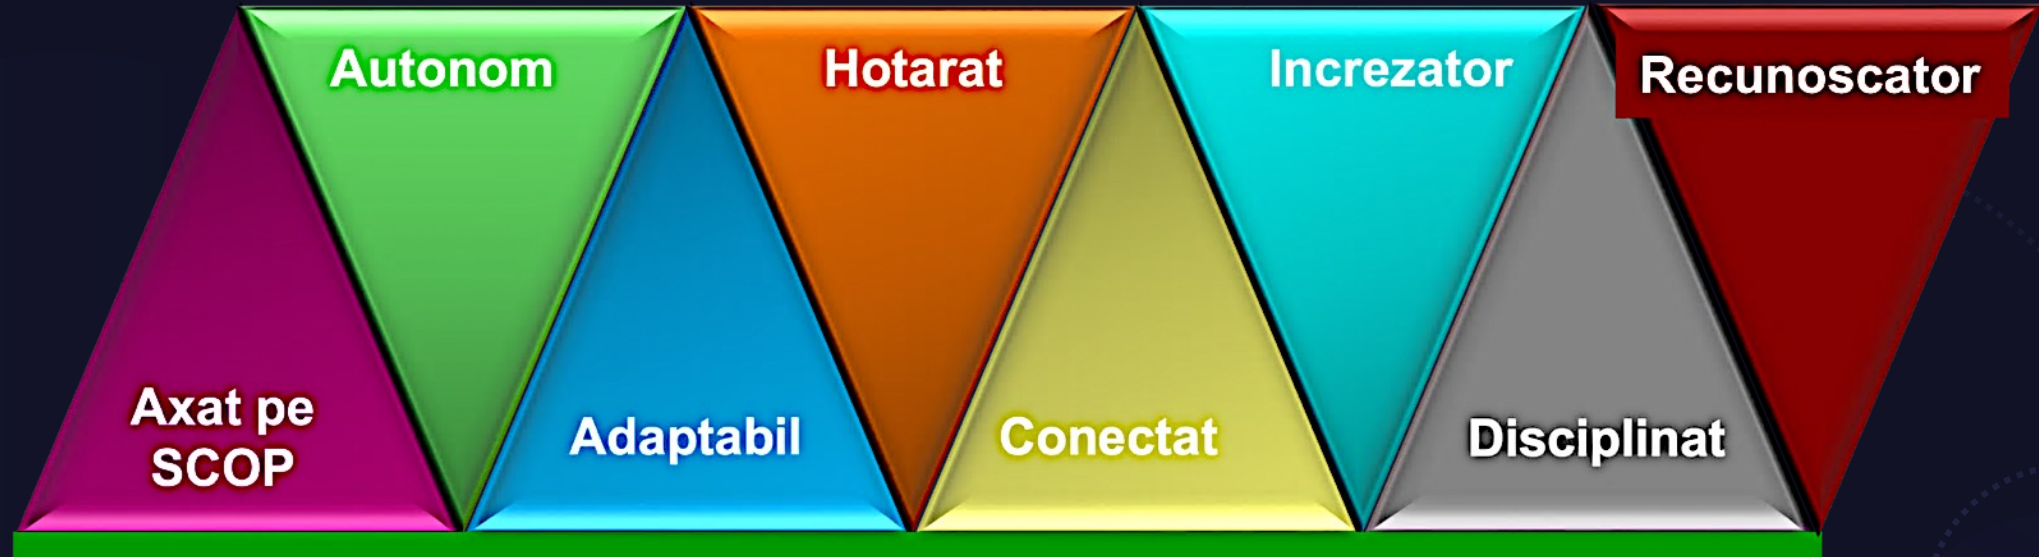 Autonom
Hotarat
Increzator
Recunoscator
Axat pe
SCOP
Adaptabil
Conectat
Disciplinat